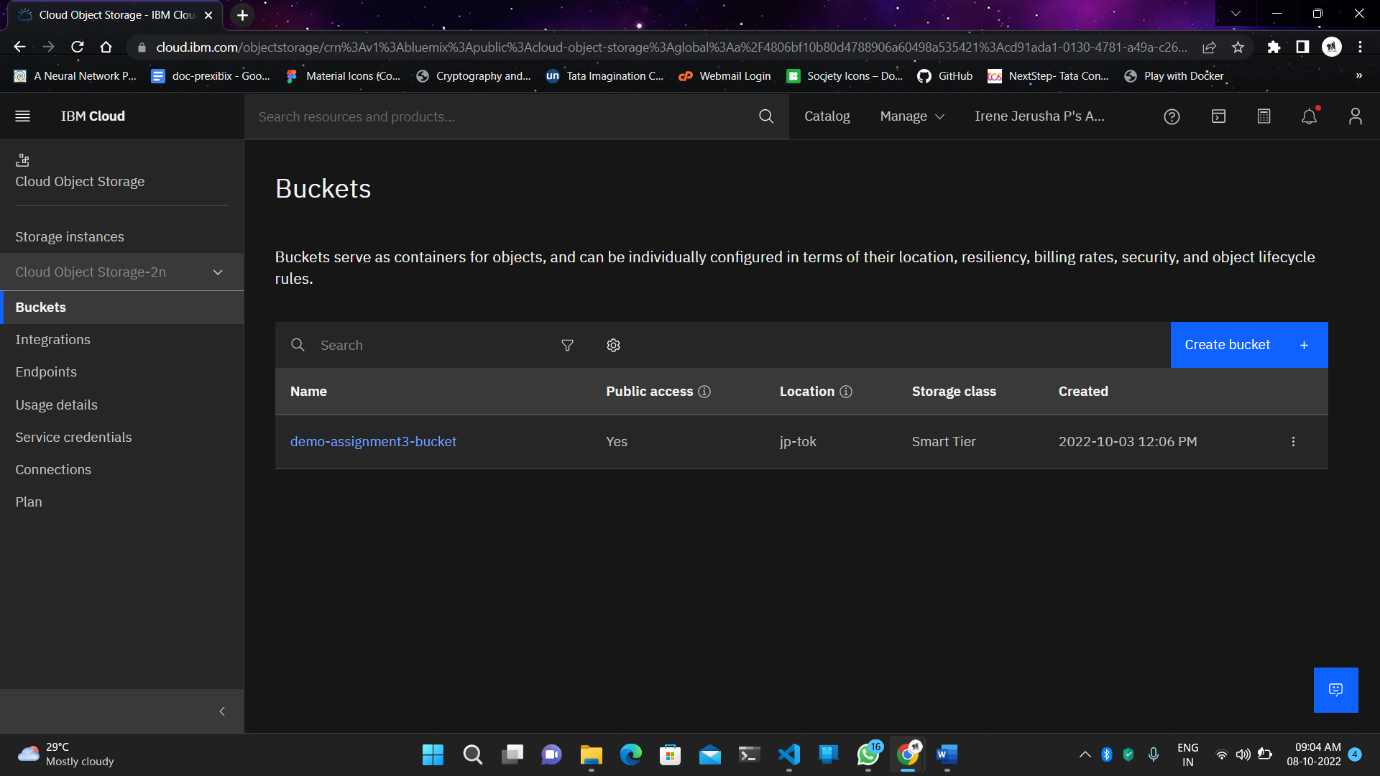 Cloud Object Storage - IBM Clou
cloud.ibm.com/objectstorage/crn%3Av1%3Abluemix%3Apublic%3Acloud-object-storage%3Aglobal%3Aa%2F4806bf10b80d4788906a60498a535421%3Acd91ada1-0130-4781-a49a-c26...
A Neural Network P... doc-prexibix - Goo... Material Icons (Co... Cryptography and... un Tata Imagination C... cP Webmail Login Society Icons – Do... GitHub tcs NextStep- Tata Con... Play with Docker »
IBM Cloud Search resources and products... Catalog Manage Irene Jerusha P's A...
Cloud Object Storage
Storage instances
Cloud Object Storage-2n
Buckets
Integrations
Endpoints
Usage details
Service credentials
Connections
Plan
Buckets
Buckets serve as containers for objects, and can be individually configured in terms of their location, resiliency, billing rates, security, and object lifecycle
rules.
Search Create bucket +
Name Public access Location Storage class Created
demo-assignment3-bucket Yes jp-tok Smart Tier 2022-10-03 12:06 PM
29°C
Mostly cloudy
16
ENG
IN
09:04 AM
08-10-2022
4